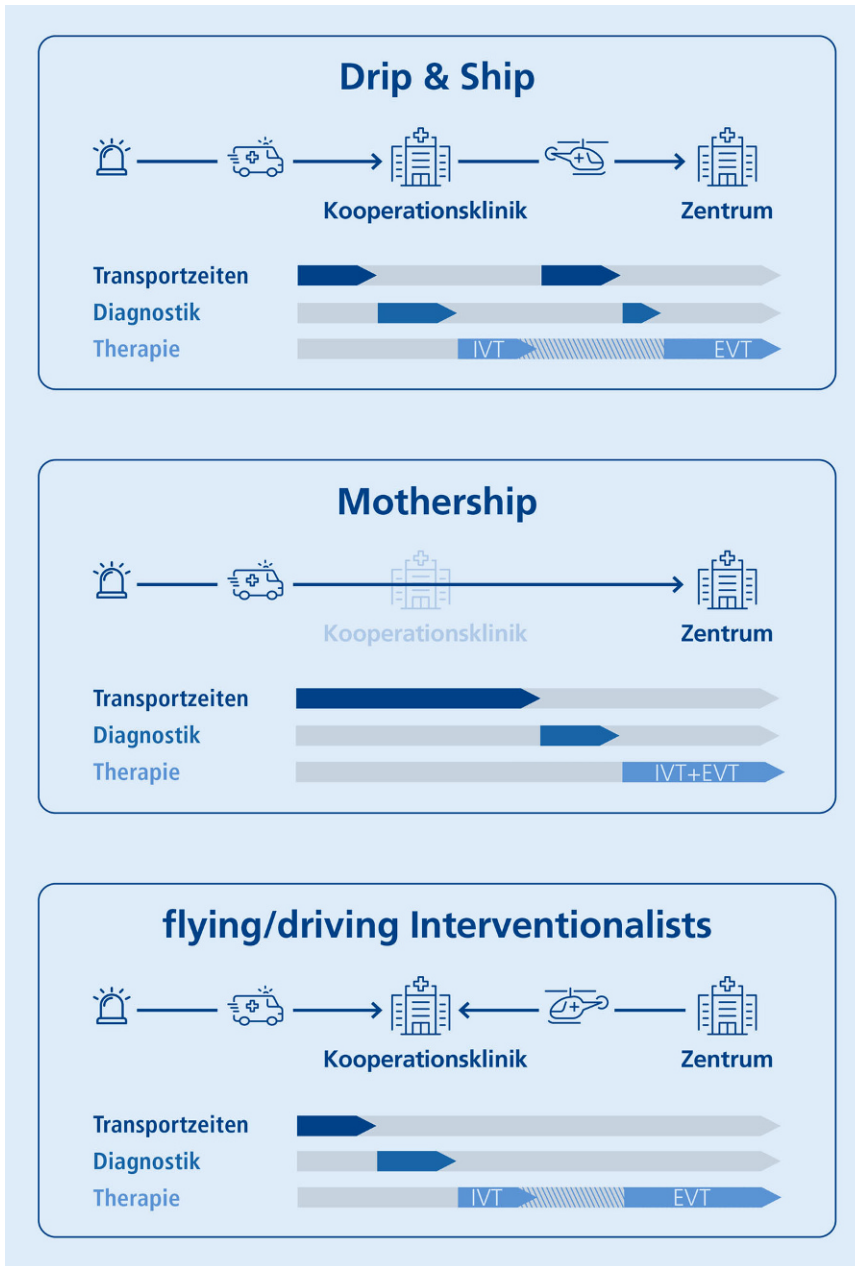 Drip & Ship
Kooperationsklinik Zentrum
Transportzeiten
Diagnostik
Therapie IVT EVT
Mothership
Kooperationsklinik Zentrum
Transportzeiten
Diagnostik
Therapie IVT+EVT
flying/driving Interventionalists
Kooperationsklinik Zentrum
Transportzeiten
Diagnostik
Therapie IVT EVT